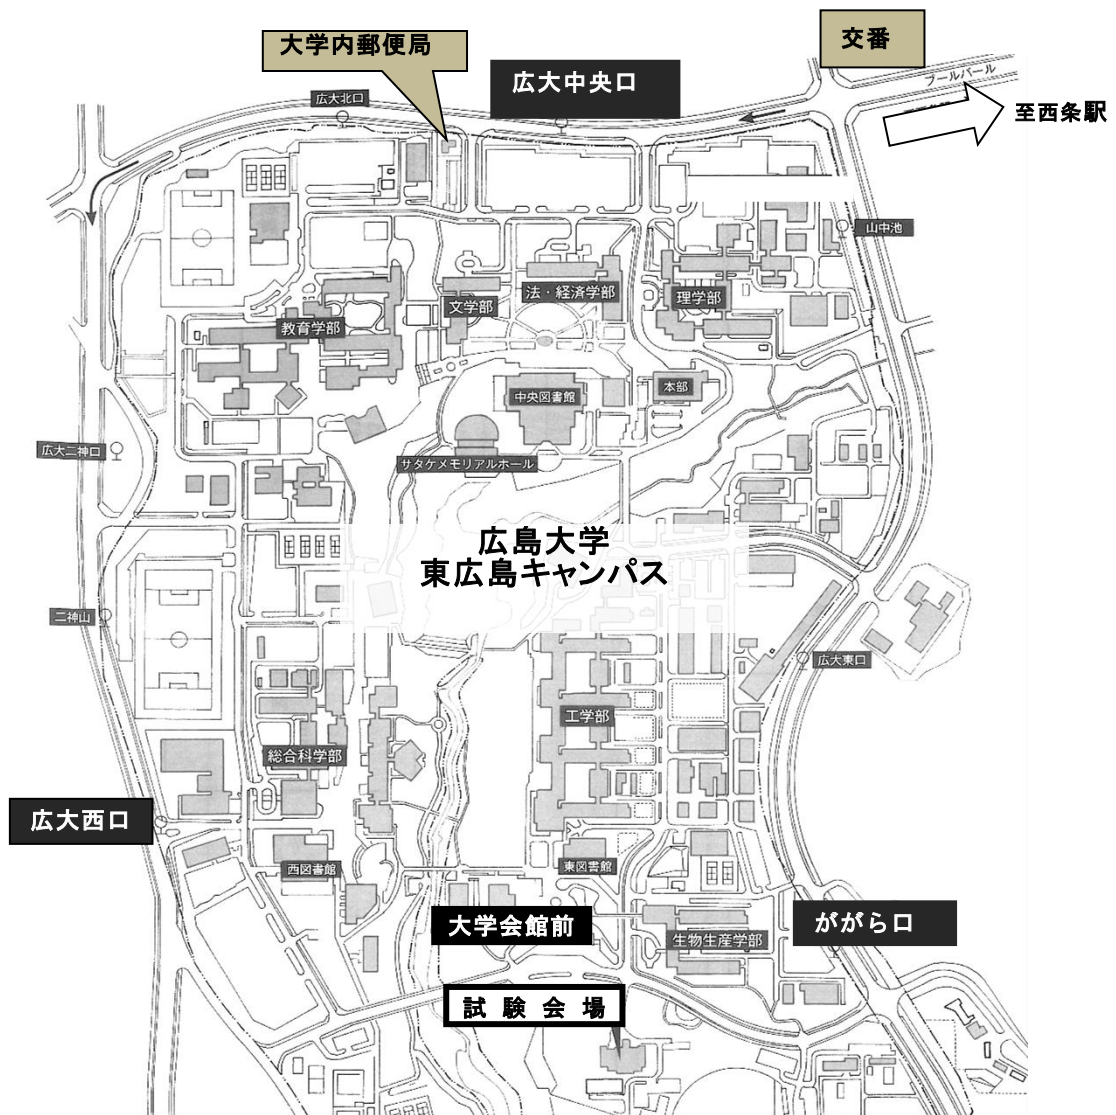 交番
大学内郵便局
広大中央口
ブールバール
広大北口
至西条駅
山中池
法・経済学部
理学部
文学部
教育学部
本部
中央図書館
広大二神口
サタケメモリアルホール
広島大学
東広島キャンパス
二神山
広大東口
工学部
総合科学部
広大西口
東図書館
西図書館
大学会館前
ががら口
生物生産学部
試験会場